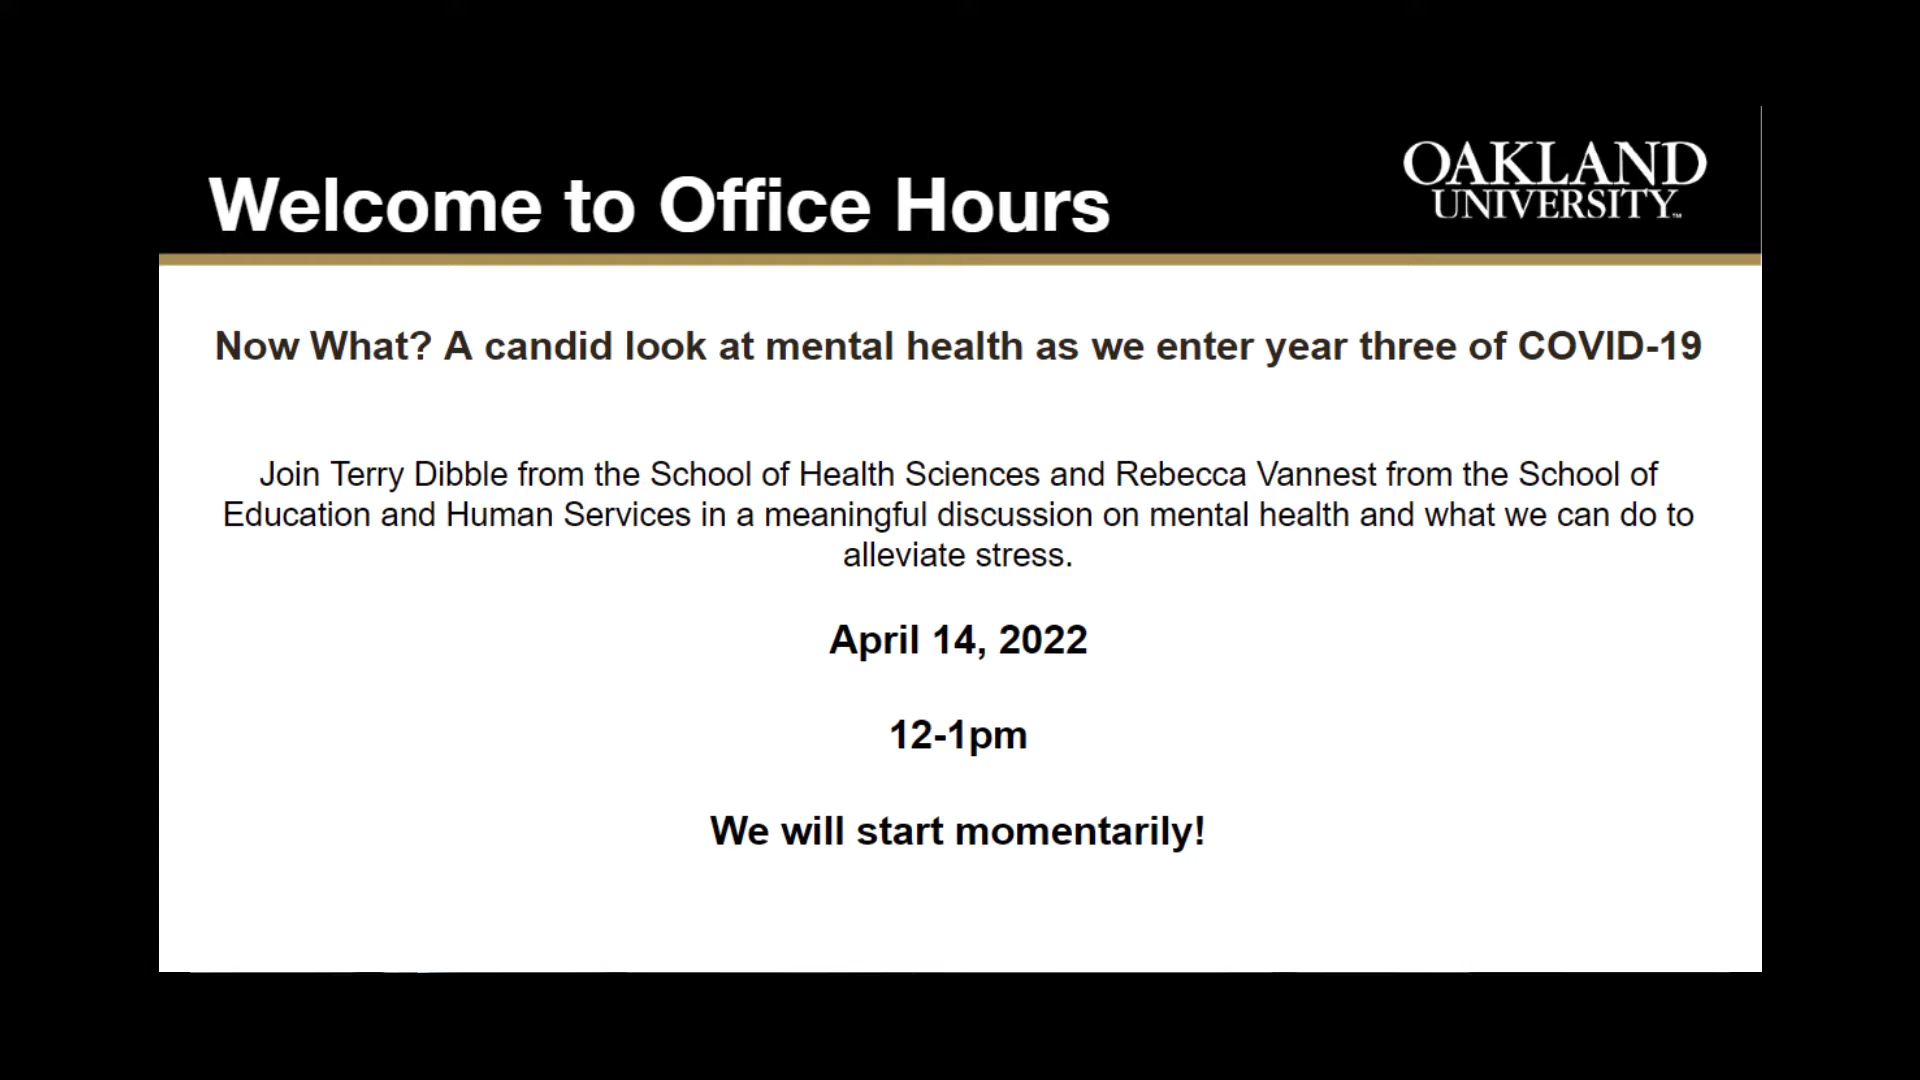 Welcome to Office Hours
OAKLAND
UNIVERSITY™
Now What? A candid look at mental health as we enter year three of COVID-19
Join Terry Dibble from the School of Health Sciences and Rebecca Vannest from the School of
Education and Human Services in a meaningful discussion on mental health and what we can do to
alleviate stress.
April 14, 2022
12-1pm
We will start momentarily!